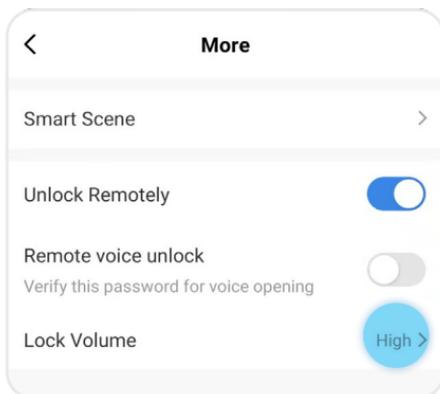 More
Smart Scene
Unlock Remotely
Remote voice unlock
Verify this password for voice opening
Lock Volume High